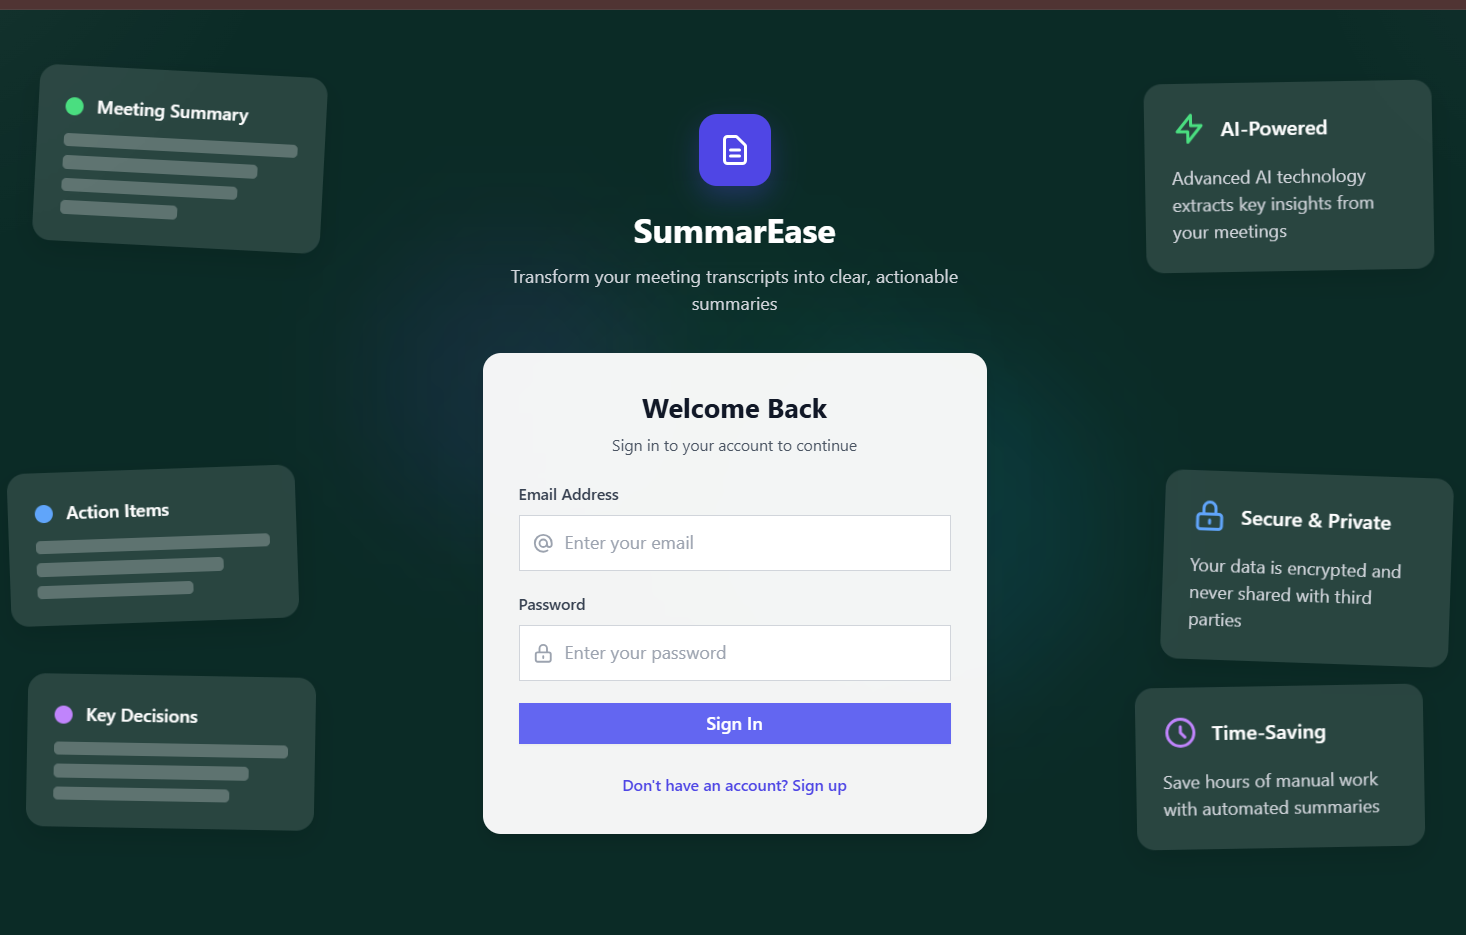 Meeting Summary
AI-Powered
Advanced AI technology
extracts key insights from
your meetings
SummarEase
Transform your meeting transcripts into clear, actionable
summaries
Welcome Back
Sign in to your account to continue
Email Address
Enter your email
Password
Enter your password
Sign In
Don't have an account? Sign up
Action Items
Key Decisions
Secure & Private
Your data is encrypted and
never shared with third
parties
Time-Saving
Save hours of manual work
with automated summaries